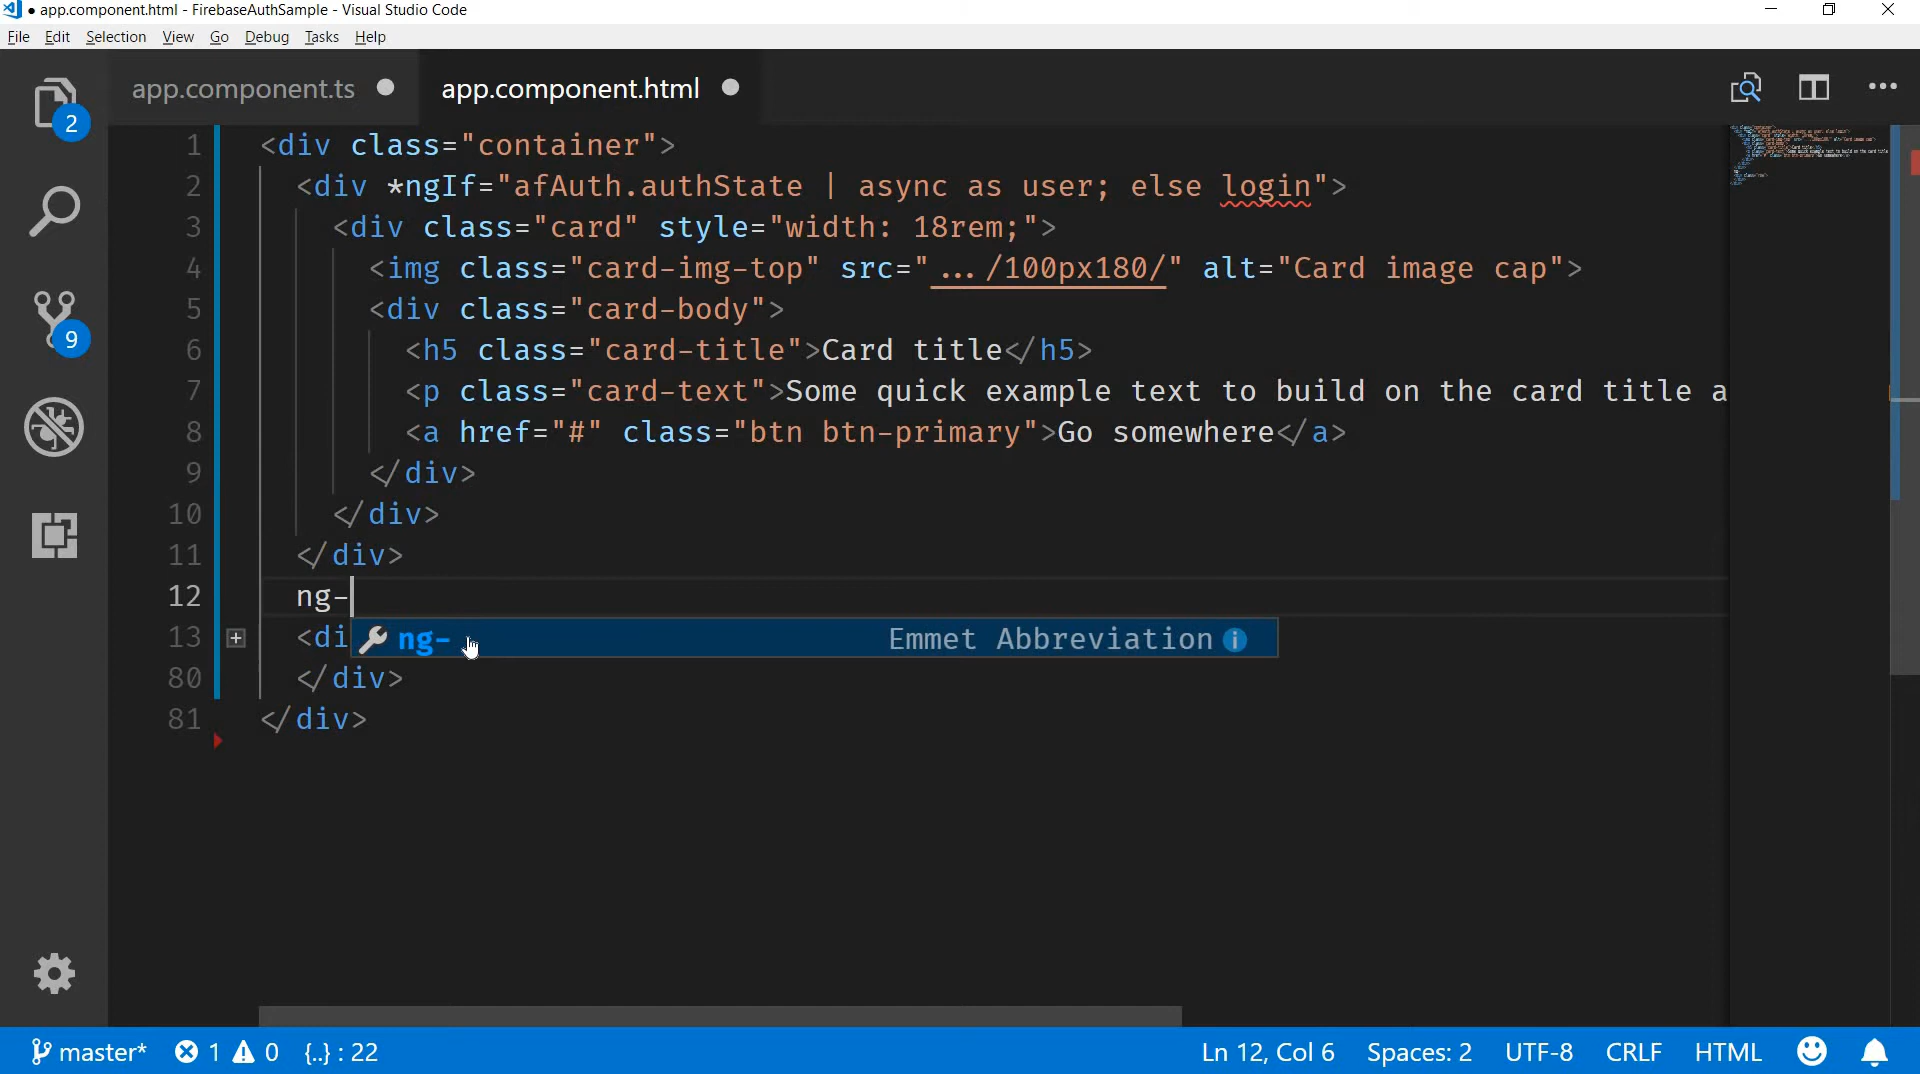 ● app.component.html - FirebaseAuthSample - Visual Studio Code
File Edit Selection View Go Debug Tasks Help
app.component.ts ● app.component.html ●
2
9
1 <div class="container">
2 <div *ngIf="afAuth.authState | async as user; else login">
3 <div class="card" style="width: 18rem;">
4 <img class="card-img-top" src=".../100px180/" alt="Card image cap">
5 <div class="card-body">
6 <h5 class="card-title">Card title</h5>
7 <p class="card-text">Some quick example text to build on the card title a
8 <a href="#" class="btn btn-primary">Go somewhere</a>
9 </div>
10 </div>
11 </div>
12 ng-
13 <di
ng- Emmet Abbreviation
80 </div>
81 </div>
master* 1 0 {..} : 22 Ln 12, Col 6 Spaces: 2 UTF-8 CRLF HTML